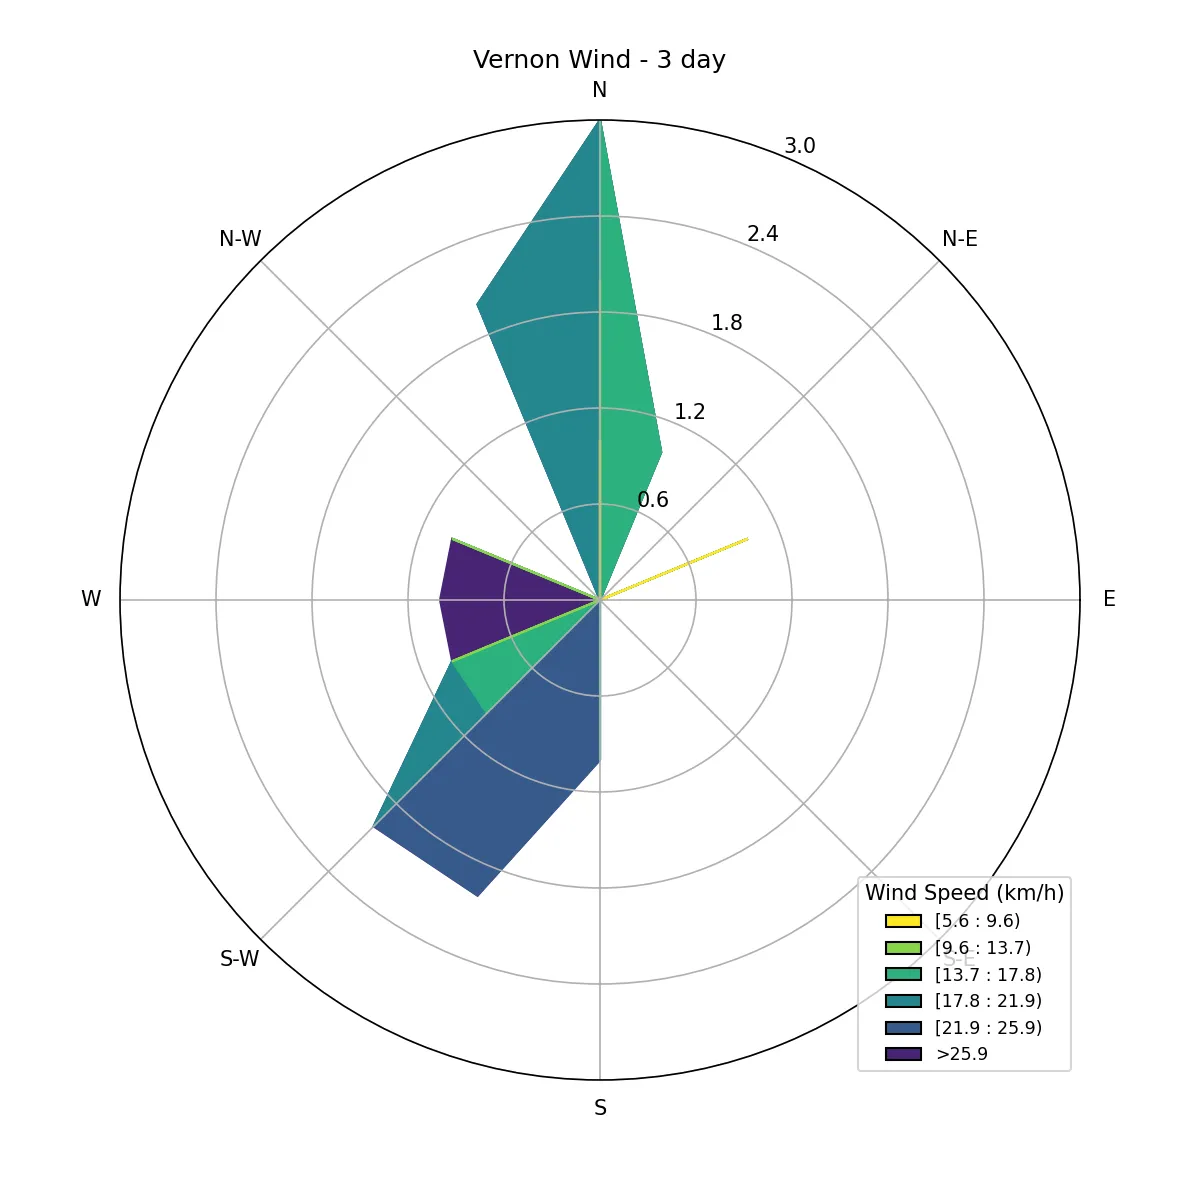 Vernon Wind - 3 day
N
3.0
N-W
N-E
2.4
1.8
1.2
0.6
W
E
S-W
S-E
Wind Speed (km/h)
[5.6 : 9.6)
[9.6 : 13.7)
[13.7 : 17.8)
[17.8 : 21.9)
[21.9 : 25.9)
>25.9
S